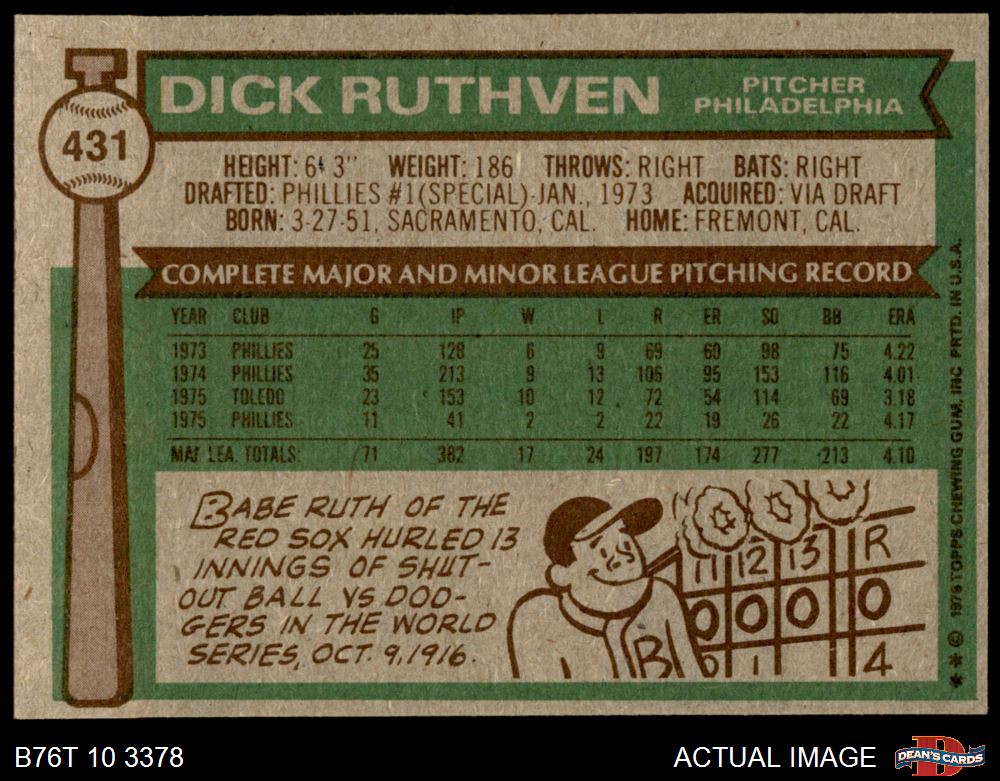 431
DICK RUTHVEN
PITCHER
PHILADELPHIA
HEIGHT: 6' 3" WEIGHT: 186 THROWS: RIGHT BATS: RIGHT
DRAFTED: PHILLIES #1(SPECIAL)-JAN., 1973 ACQUIRED: VIA DRAFT
BORN: 3-27-51, SACRAMENTO, CAL. HOME: FREMONT, CAL.
COMPLETE MAJOR AND MINOR LEAGUE PITCHING RECORD
YEAR CLUB G IP W L R ER SO BB ERA
1973 PHILLIES 25 128 6 9 69 60 98 75 4.22
1974 PHILLIES 35 213 9 13 106 95 153 116 4.01
1975 TOLEDO 23 153 10 12 72 54 114 69 3.18
1975 PHILLIES 11 41 2 2 22 19 26 22 4.17
MAJ. LEA. TOTALS: 71 382 17 24 197 174 277 213 4.10
BABE RUTH OF THE
RED SOX HURLED 13
INNINGS OF SHUT-
OUT BALL VS DOD-
GERS IN THE WORLD
SERIES, OCT. 9, 1916.
11 12 13 R
0 0 0 0
0 1 4
B
** © 1976 TOPPS CHEWING GUM, INC PRTD. IN U.S.A.
B76T 10 3378
ACTUAL IMAGE
D
DEAN'S CARDS